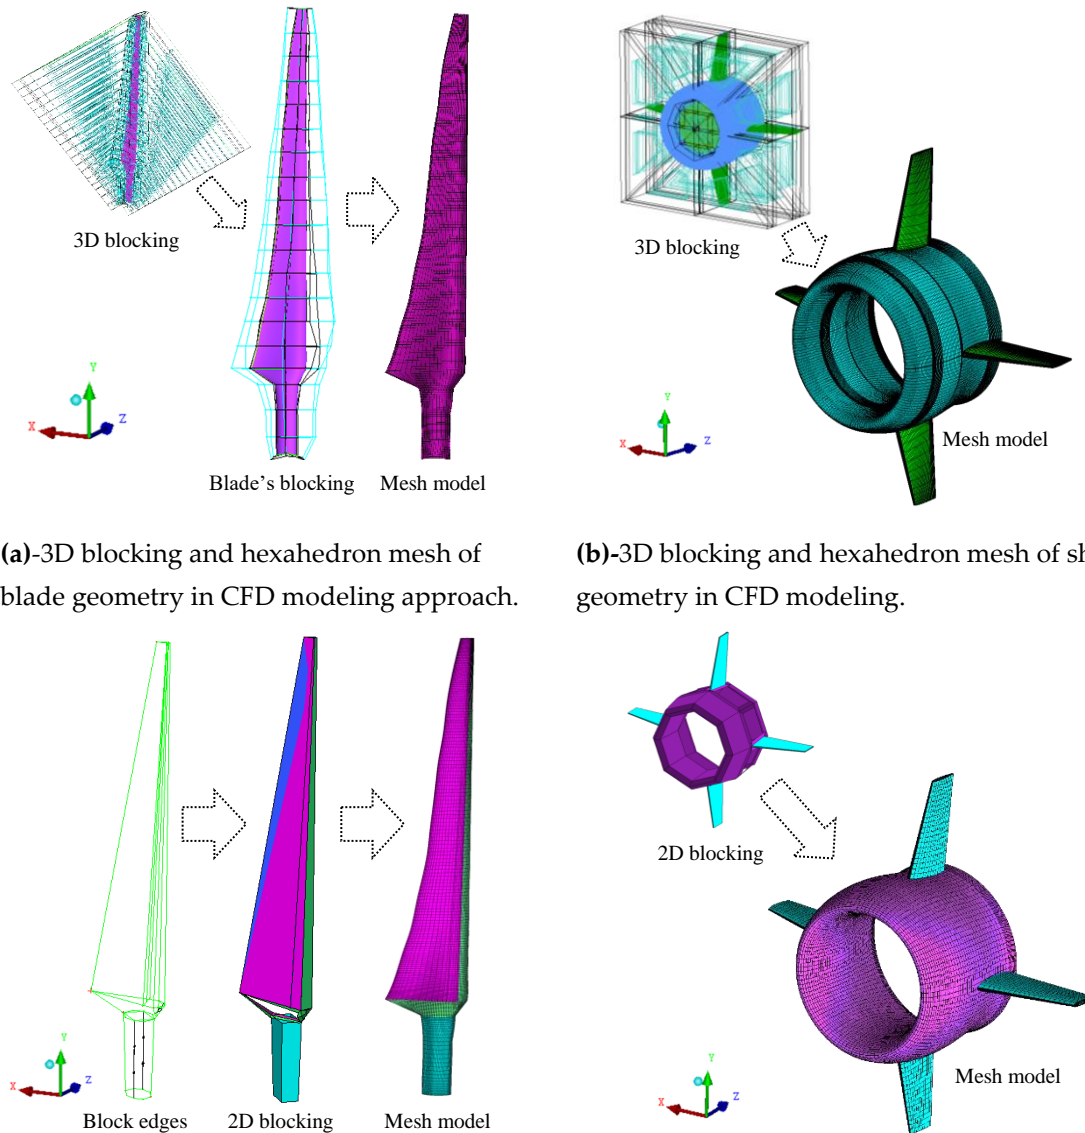 3D blocking
Y
X
Z
Blade's blocking
Mesh model
3D blocking
Y
X
Z
Mesh model
(a)-3D blocking and hexahedron mesh of
blade geometry in CFD modeling approach.
(b)-3D blocking and hexahedron mesh of sh
geometry in CFD modeling.
Y
X
Z
Block edges
2D blocking
Mesh model
2D blocking
Y
X
Z
Mesh model